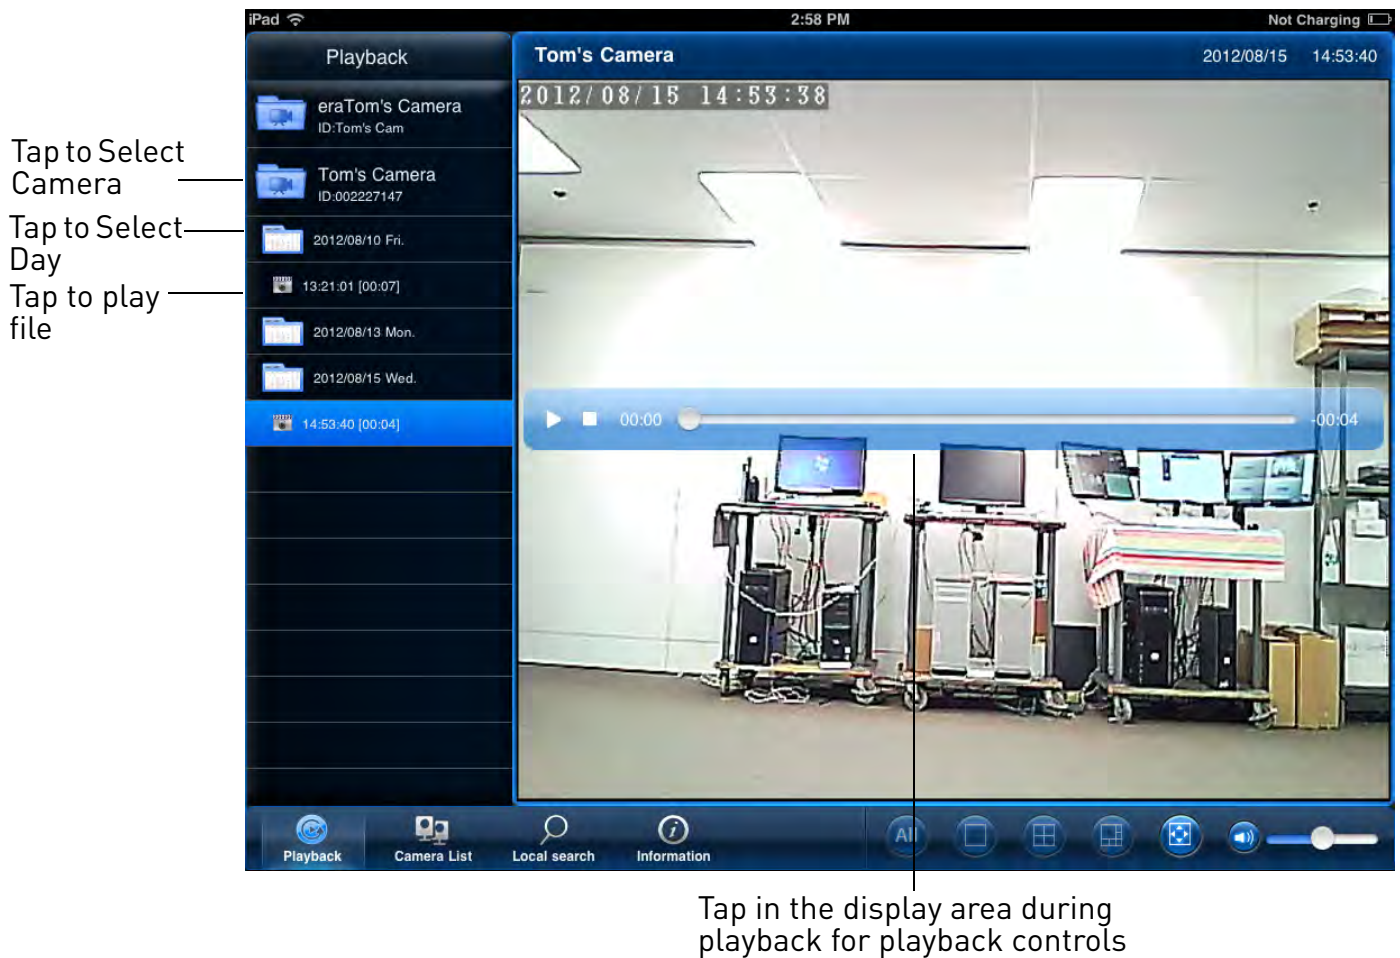 iPad
2:58 PM
Not Charging
Playback
Tom's Camera
2012/08/15 14:53:40
2012/08/15 14:53:38
eraTom's Camera
ID:Tom's Cam
Tap to Select
Camera
Tom's Camera
ID:002227147
Tap to Select
Day
2012/08/10 Fri.
Tap to play
file
13:21:01 [00:07]
2012/08/13 Mon.
2012/08/15 Wed.
14:53:40 [00:04]
00:00
-00:04
Playback
Camera List
Local search
Information
All
Tap in the display area during
playback for playback controls